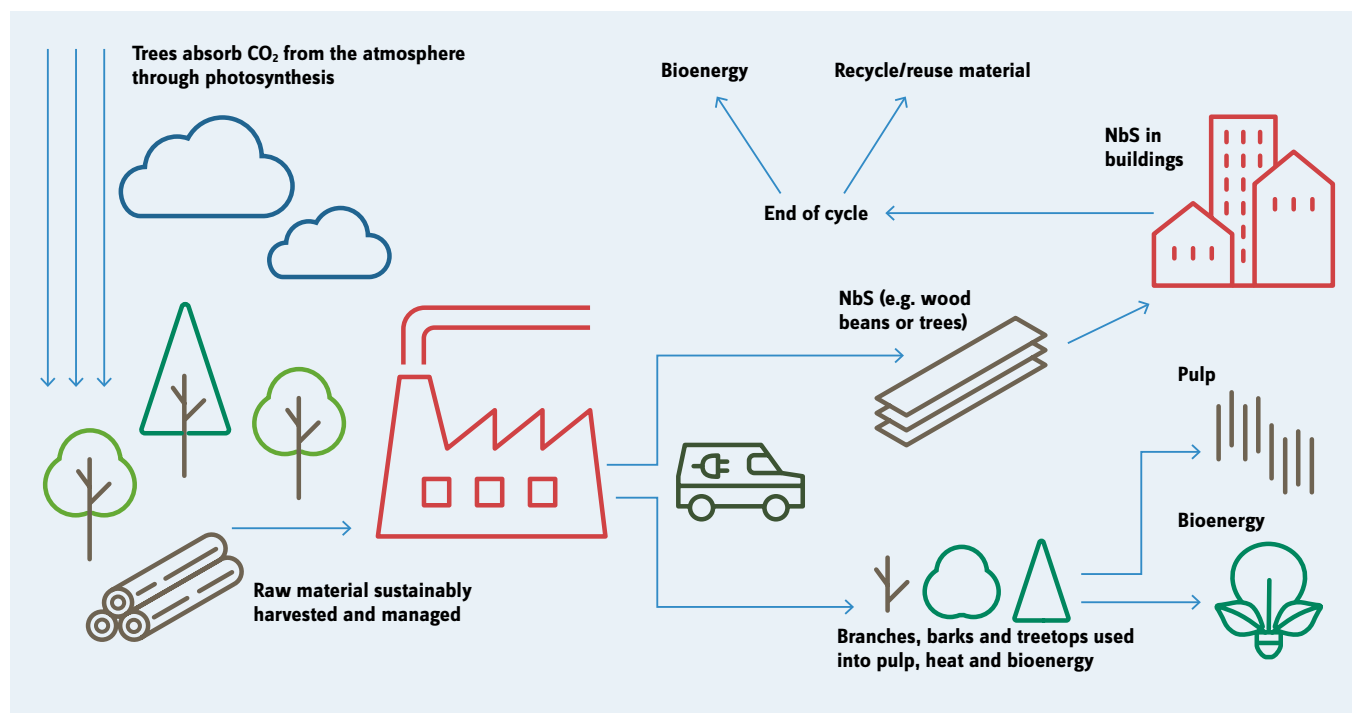 Trees absorb CO₂ from the atmosphere
through photosynthesis
Bioenergy
Recycle/reuse material
NbS in
buildings
End of cycle
NbS (e.g. wood
beans or trees)
Pulp
Bioenergy
Raw material sustainably
harvested and managed
Branches, barks and treetops used
into pulp, heat and bioenergy